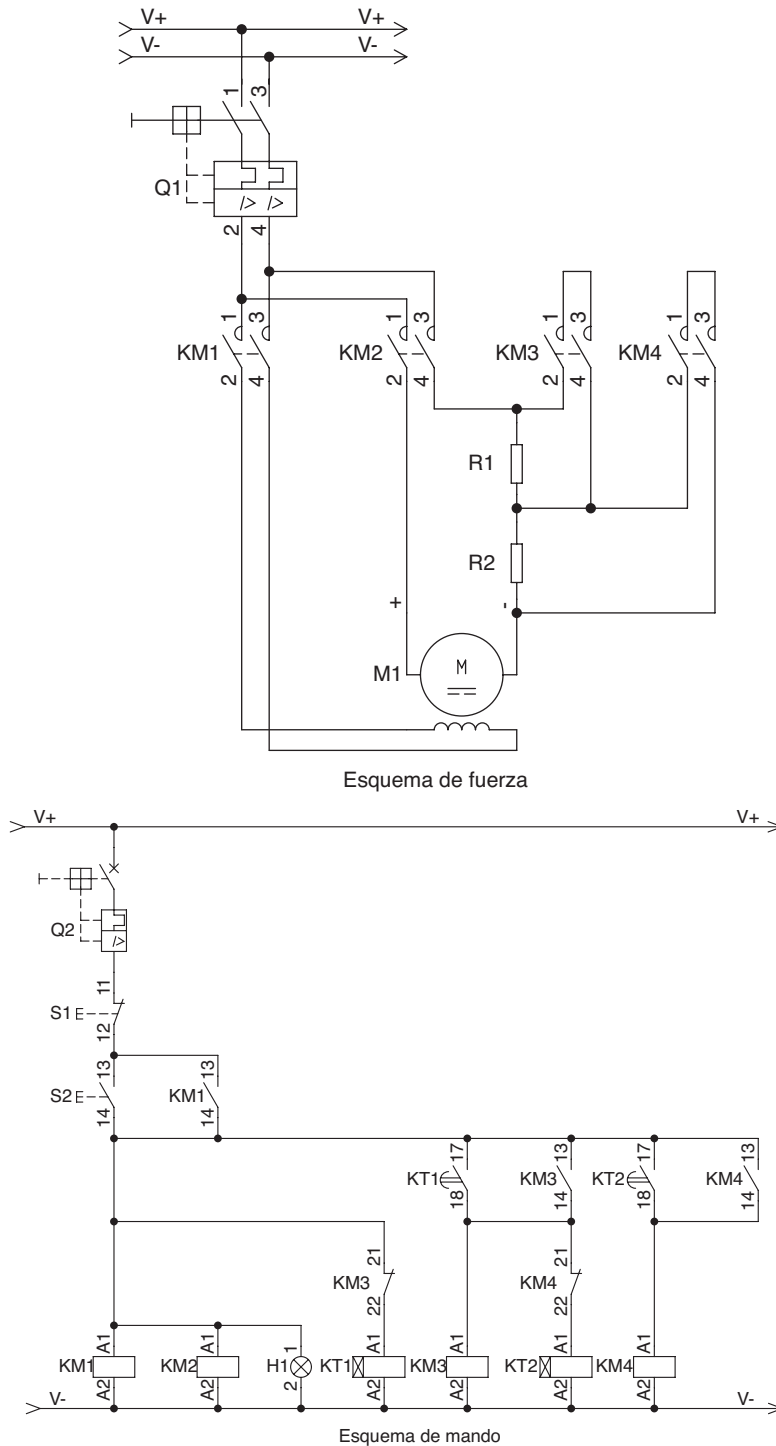 V+ V+
V- V-
1 3
Q1
I> I>
2 4
1 3 1 3 1 3 1 3
KM1 KM2 KM3 KM4
2 4 2 4 2 4 2 4
R1
R2
+ -
M1 M
Esquema de fuerza
V+ V+
Q2
I>
11
S1
12
13 13
S2 KM1
14 14
17 13 17 13
KT1 KM3 KT2 KM4
18 14 18 14
21 21
KM3 KM4
22 22
A1 A1 1 A1 A1 A1 A1
KM1 KM2 H1 KT1 KM3 KT2 KM4
A2 A2 2 A2 A2 A2 A2
V- V-
Esquema de mando